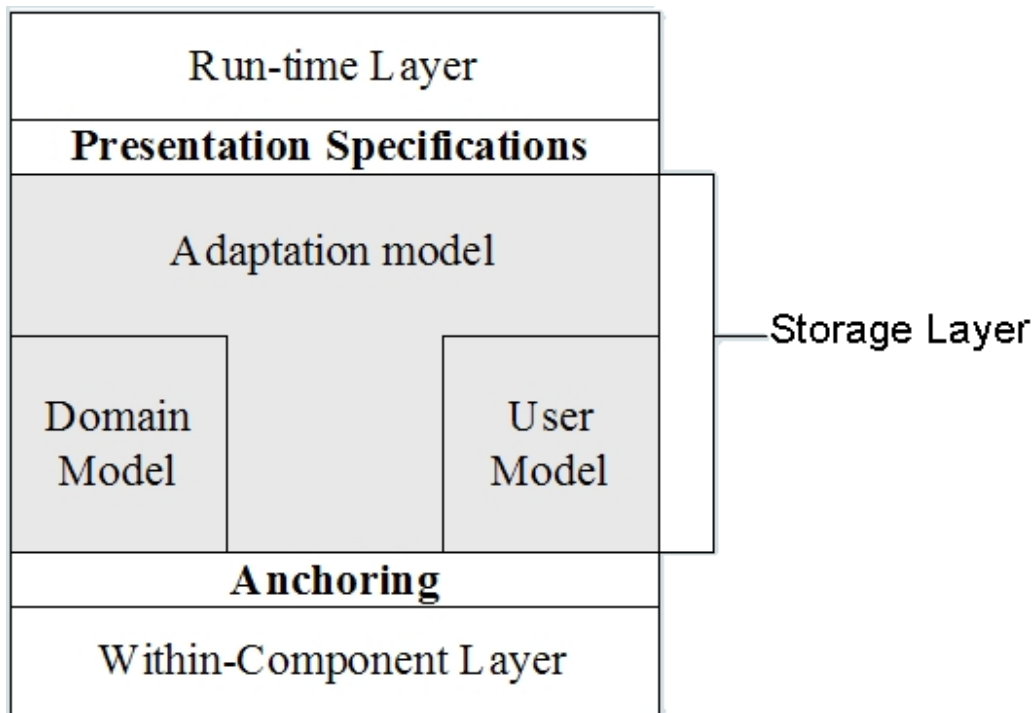 Run-time Layer
Presentation Specifications
Adaptation model
Storage Layer
Domain
Model
User
Model
Anchoring
Within-Component Layer